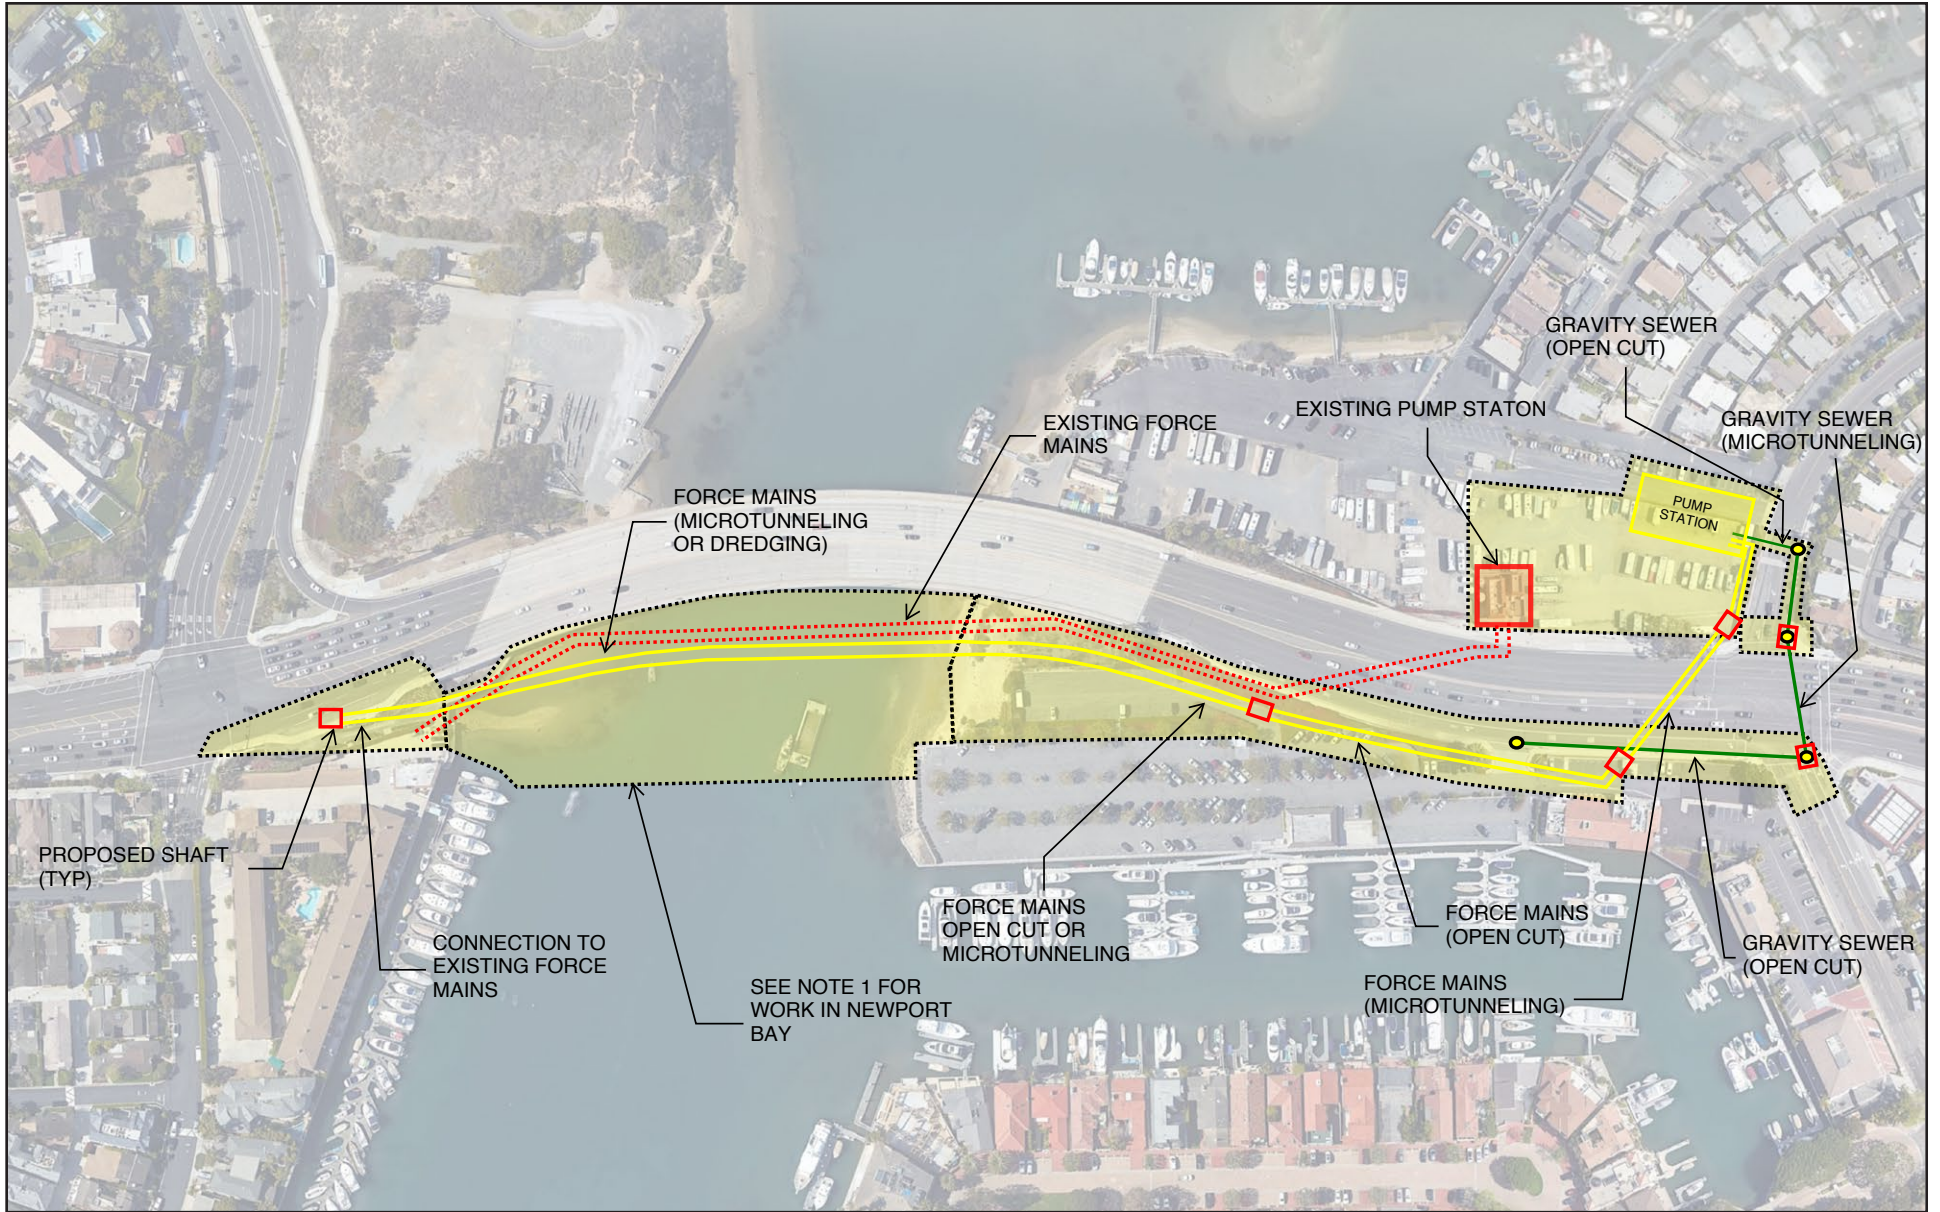 GRAVITY SEWER
(OPEN CUT)
EXISTING PUMP STATON
GRAVITY SEWER
(MICROTUNNELING)
EXISTING FORCE
MAINS
FORCE MAINS
(MICROTUNNELING
OR DREDGING)
PUMP
STATION
PROPOSED SHAFT
(TYP)
CONNECTION TO
EXISTING FORCE
MAINS
SEE NOTE 1 FOR
WORK IN NEWPORT
BAY
FORCE MAINS
OPEN CUT OR
MICROTUNNELING
FORCE MAINS
(OPEN CUT)
FORCE MAINS
(MICROTUNNELING)
GRAVITY SEWER
(OPEN CUT)